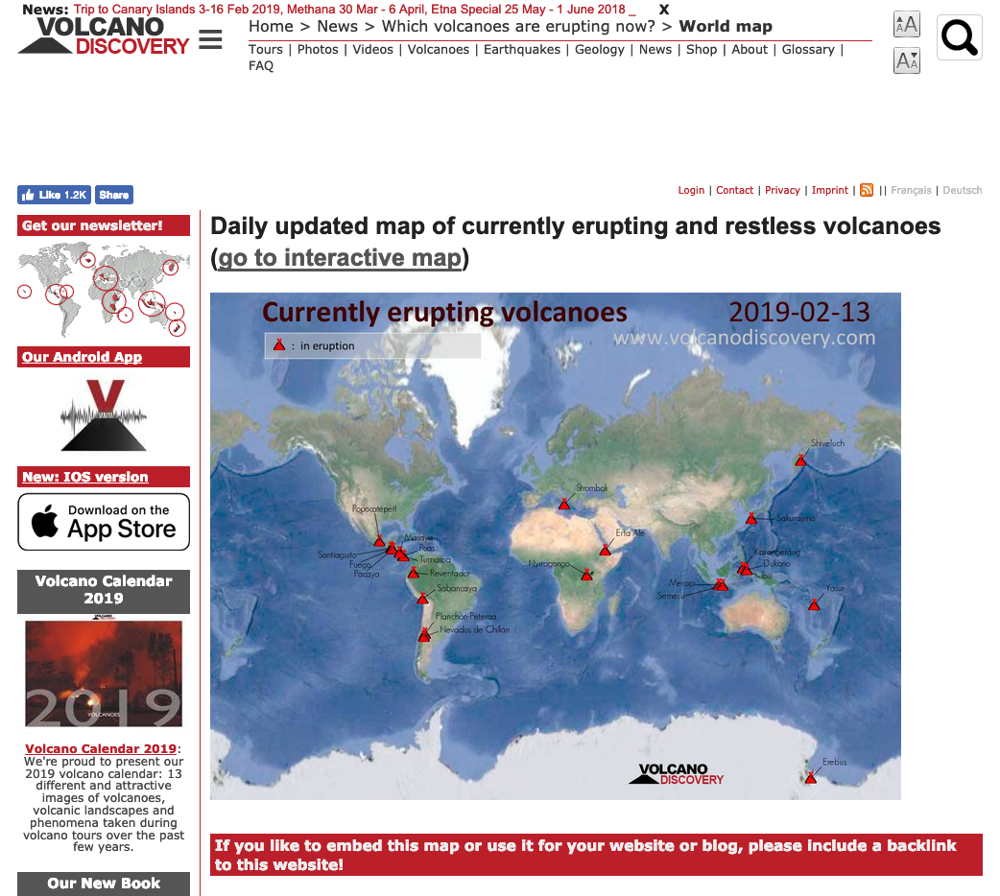 News: Trip to Canary Islands 3-16 Feb 2019, Methana 30 Mar - 6 April, Etna Special 25 May - 1 June 2018 _ X
VOLCANO
DISCOVERY
Home > News > Which volcanoes are erupting now? > World map
Tours | Photos | Videos | Volcanoes | Earthquakes | Geology | News | Shop | About | Glossary |
FAQ
AA
AA
Like 1.2K Share
Login | Contact | Privacy | Imprint | || Français | Deutsch
Get our newsletter!
Our Android App
New: IOS version
Download on the
App Store
Volcano Calendar
2019
VOLCANO
DISCOVERY
2019
VOLCANOES
Volcano Calendar 2019:
We're proud to present our
2019 volcano calendar: 13
different and attractive
images of volcanoes,
volcanic landscapes and
phenomena taken during
volcano tours over the past
few years.
Our New Book
Daily updated map of currently erupting and restless volcanoes
(go to interactive map)
Currently erupting volcanoes 2019-02-13
www.volcanodiscovery.com
: in eruption
Shiveluch
Stromboli
Popocatépetl
Sakurajima
Erta Ale
Masaya
Poas
Santiaguito
Turrialba
Fuego
Pacaya
Nyiragongo
Karangetang
Dukono
Ibu
Reventador
Merapi
Semeru
Sabancaya
Yasur
Planchón-Peteroa
Nevados de Chillán
Erebus
VOLCANO
DISCOVERY
If you like to embed this map or use it for your website or blog, please include a backlink
to this website!